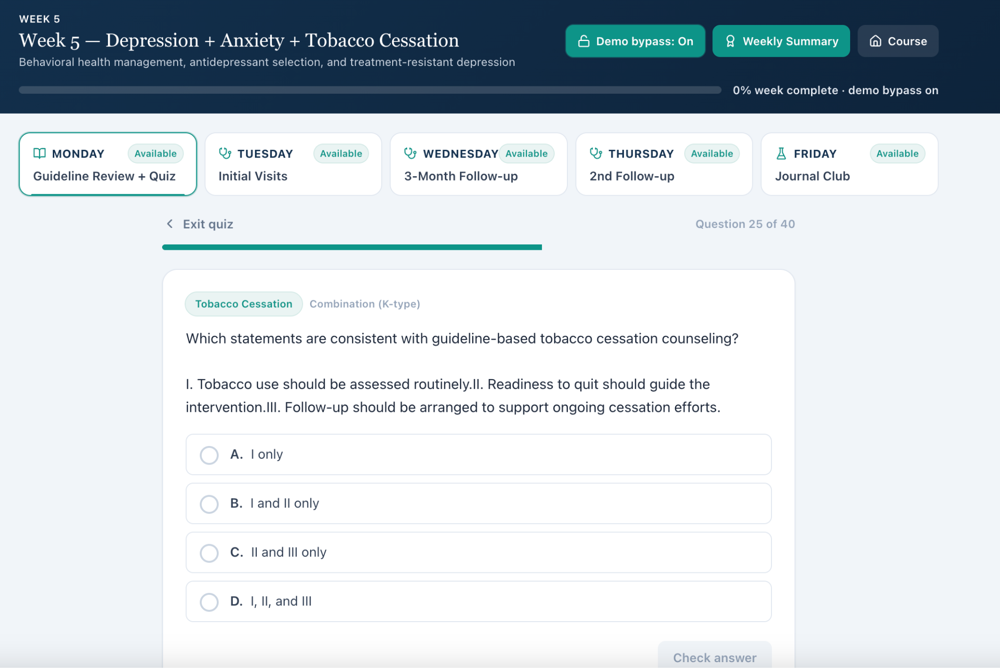 WEEK 5
Week 5 — Depression + Anxiety + Tobacco Cessation
Behavioral health management, antidepressant selection, and treatment-resistant depression
Demo bypass: On
Weekly Summary
Course
0% week complete · demo bypass on
MONDAY Available
Guideline Review + Quiz
TUESDAY Available
Initial Visits
WEDNESDAY Available
3-Month Follow-up
THURSDAY Available
2nd Follow-up
FRIDAY Available
Journal Club
Exit quiz
Question 25 of 40
Tobacco Cessation Combination (K-type)
Which statements are consistent with guideline-based tobacco cessation counseling?
I. Tobacco use should be assessed routinely.II. Readiness to quit should guide the
intervention.III. Follow-up should be arranged to support ongoing cessation efforts.
A. I only
B. I and II only
C. II and III only
D. I, II, and III
Check answer